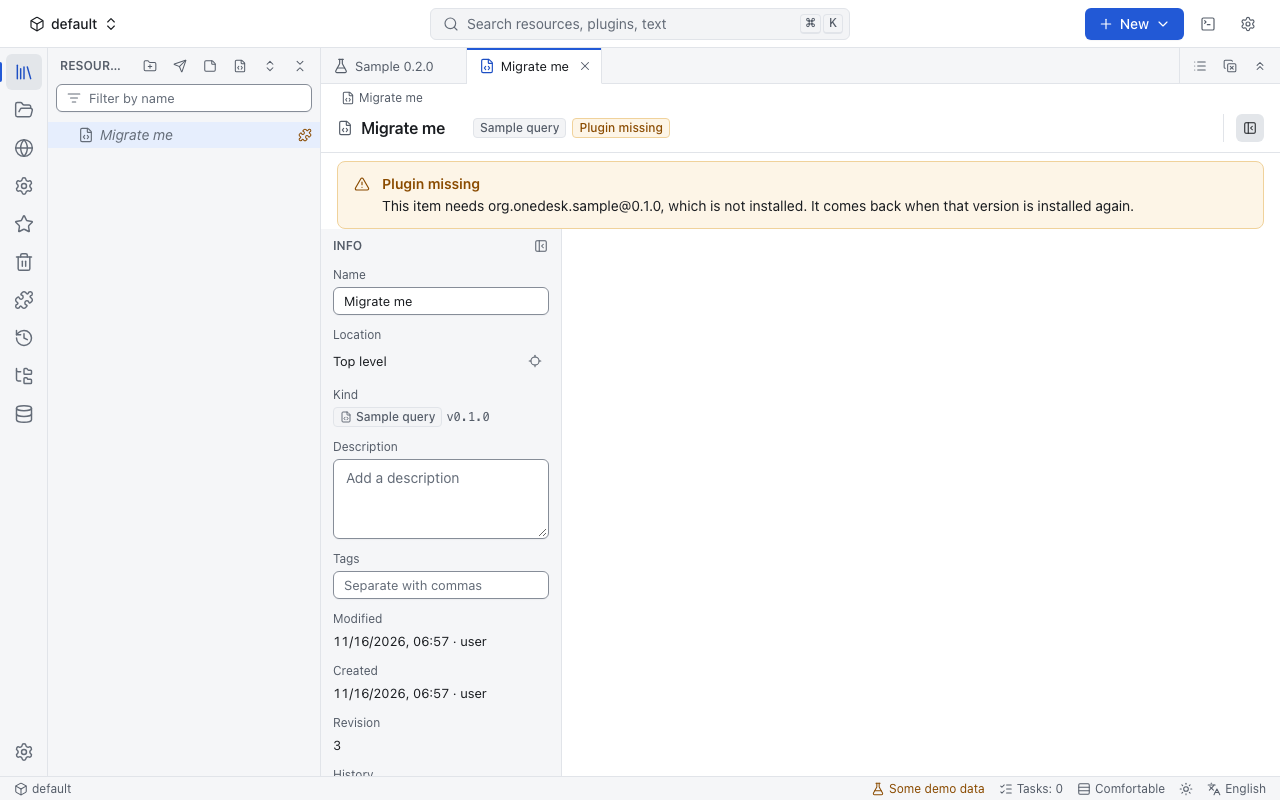 default
Search resources, plugins, text
⌘ K
New
RESOUR...
Filter by name
Migrate me
Sample 0.2.0
Migrate me
Migrate me
Migrate me
Sample query
Plugin missing
Plugin missing
This item needs org.onedesk.sample@0.1.0, which is not installed. It comes back when that version is installed again.
INFO
Name
Migrate me
Location
Top level
Kind
Sample query v0.1.0
Description
Add a description
Tags
Separate with commas
Modified
11/16/2026, 06:57 · user
Created
11/16/2026, 06:57 · user
Revision
3
History
default
Some demo data
Tasks: 0
Comfortable
English